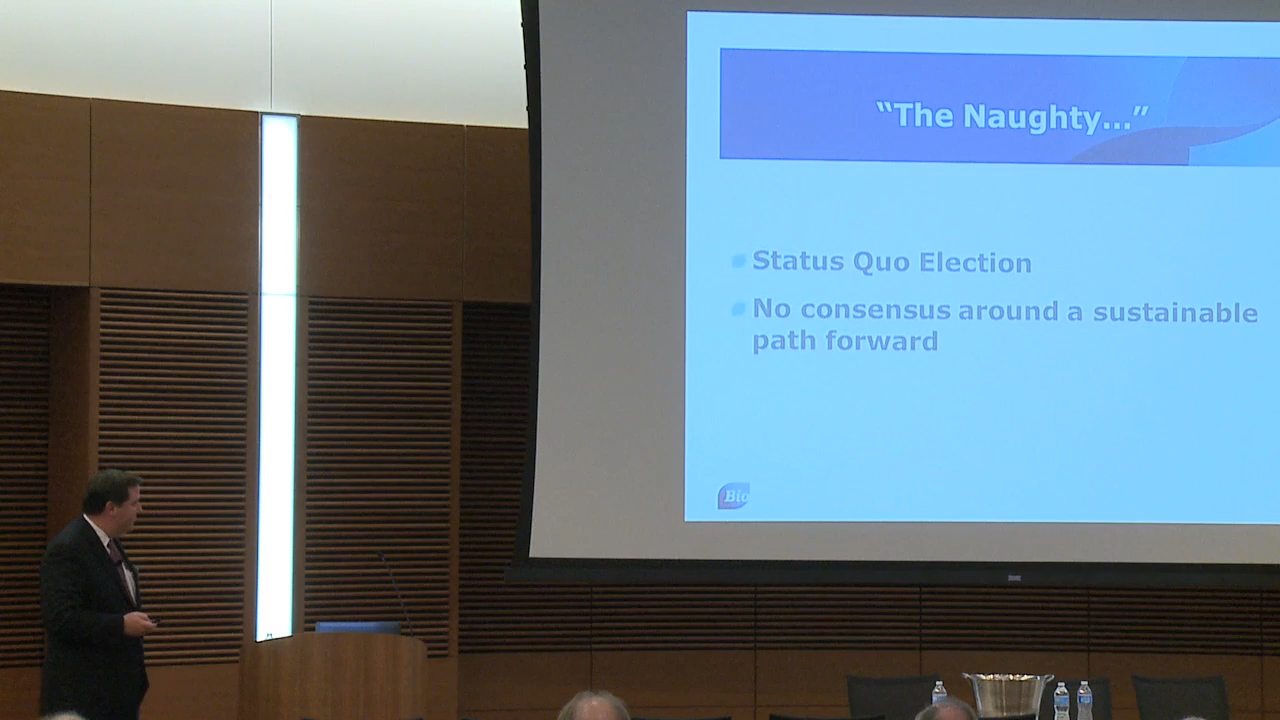 “The Naughty...”
Status Quo Election
No consensus around a sustainable
path forward
Bio